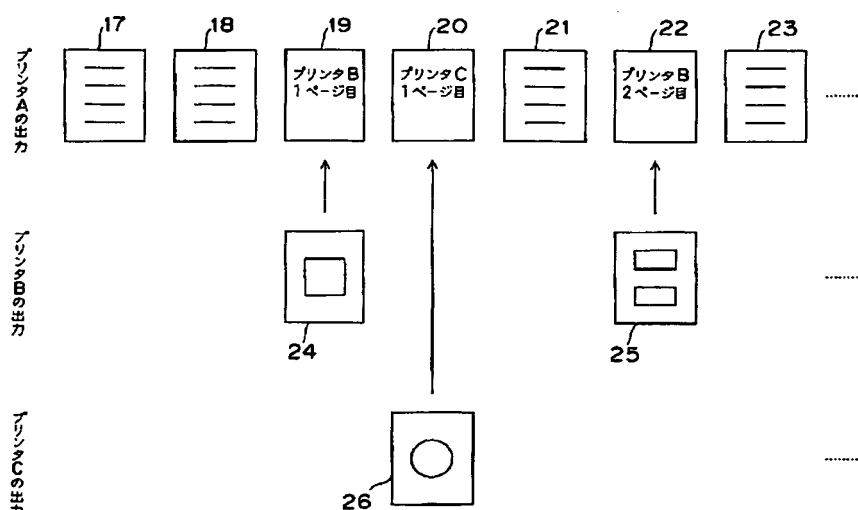 17 18 19 20 21 22 23
プリンタAの出力
プリンタB
1ページ目
プリンタC
1ページ目
プリンタB
2ページ目
プリンタBの出力
24
25
プリンタCの出力
26